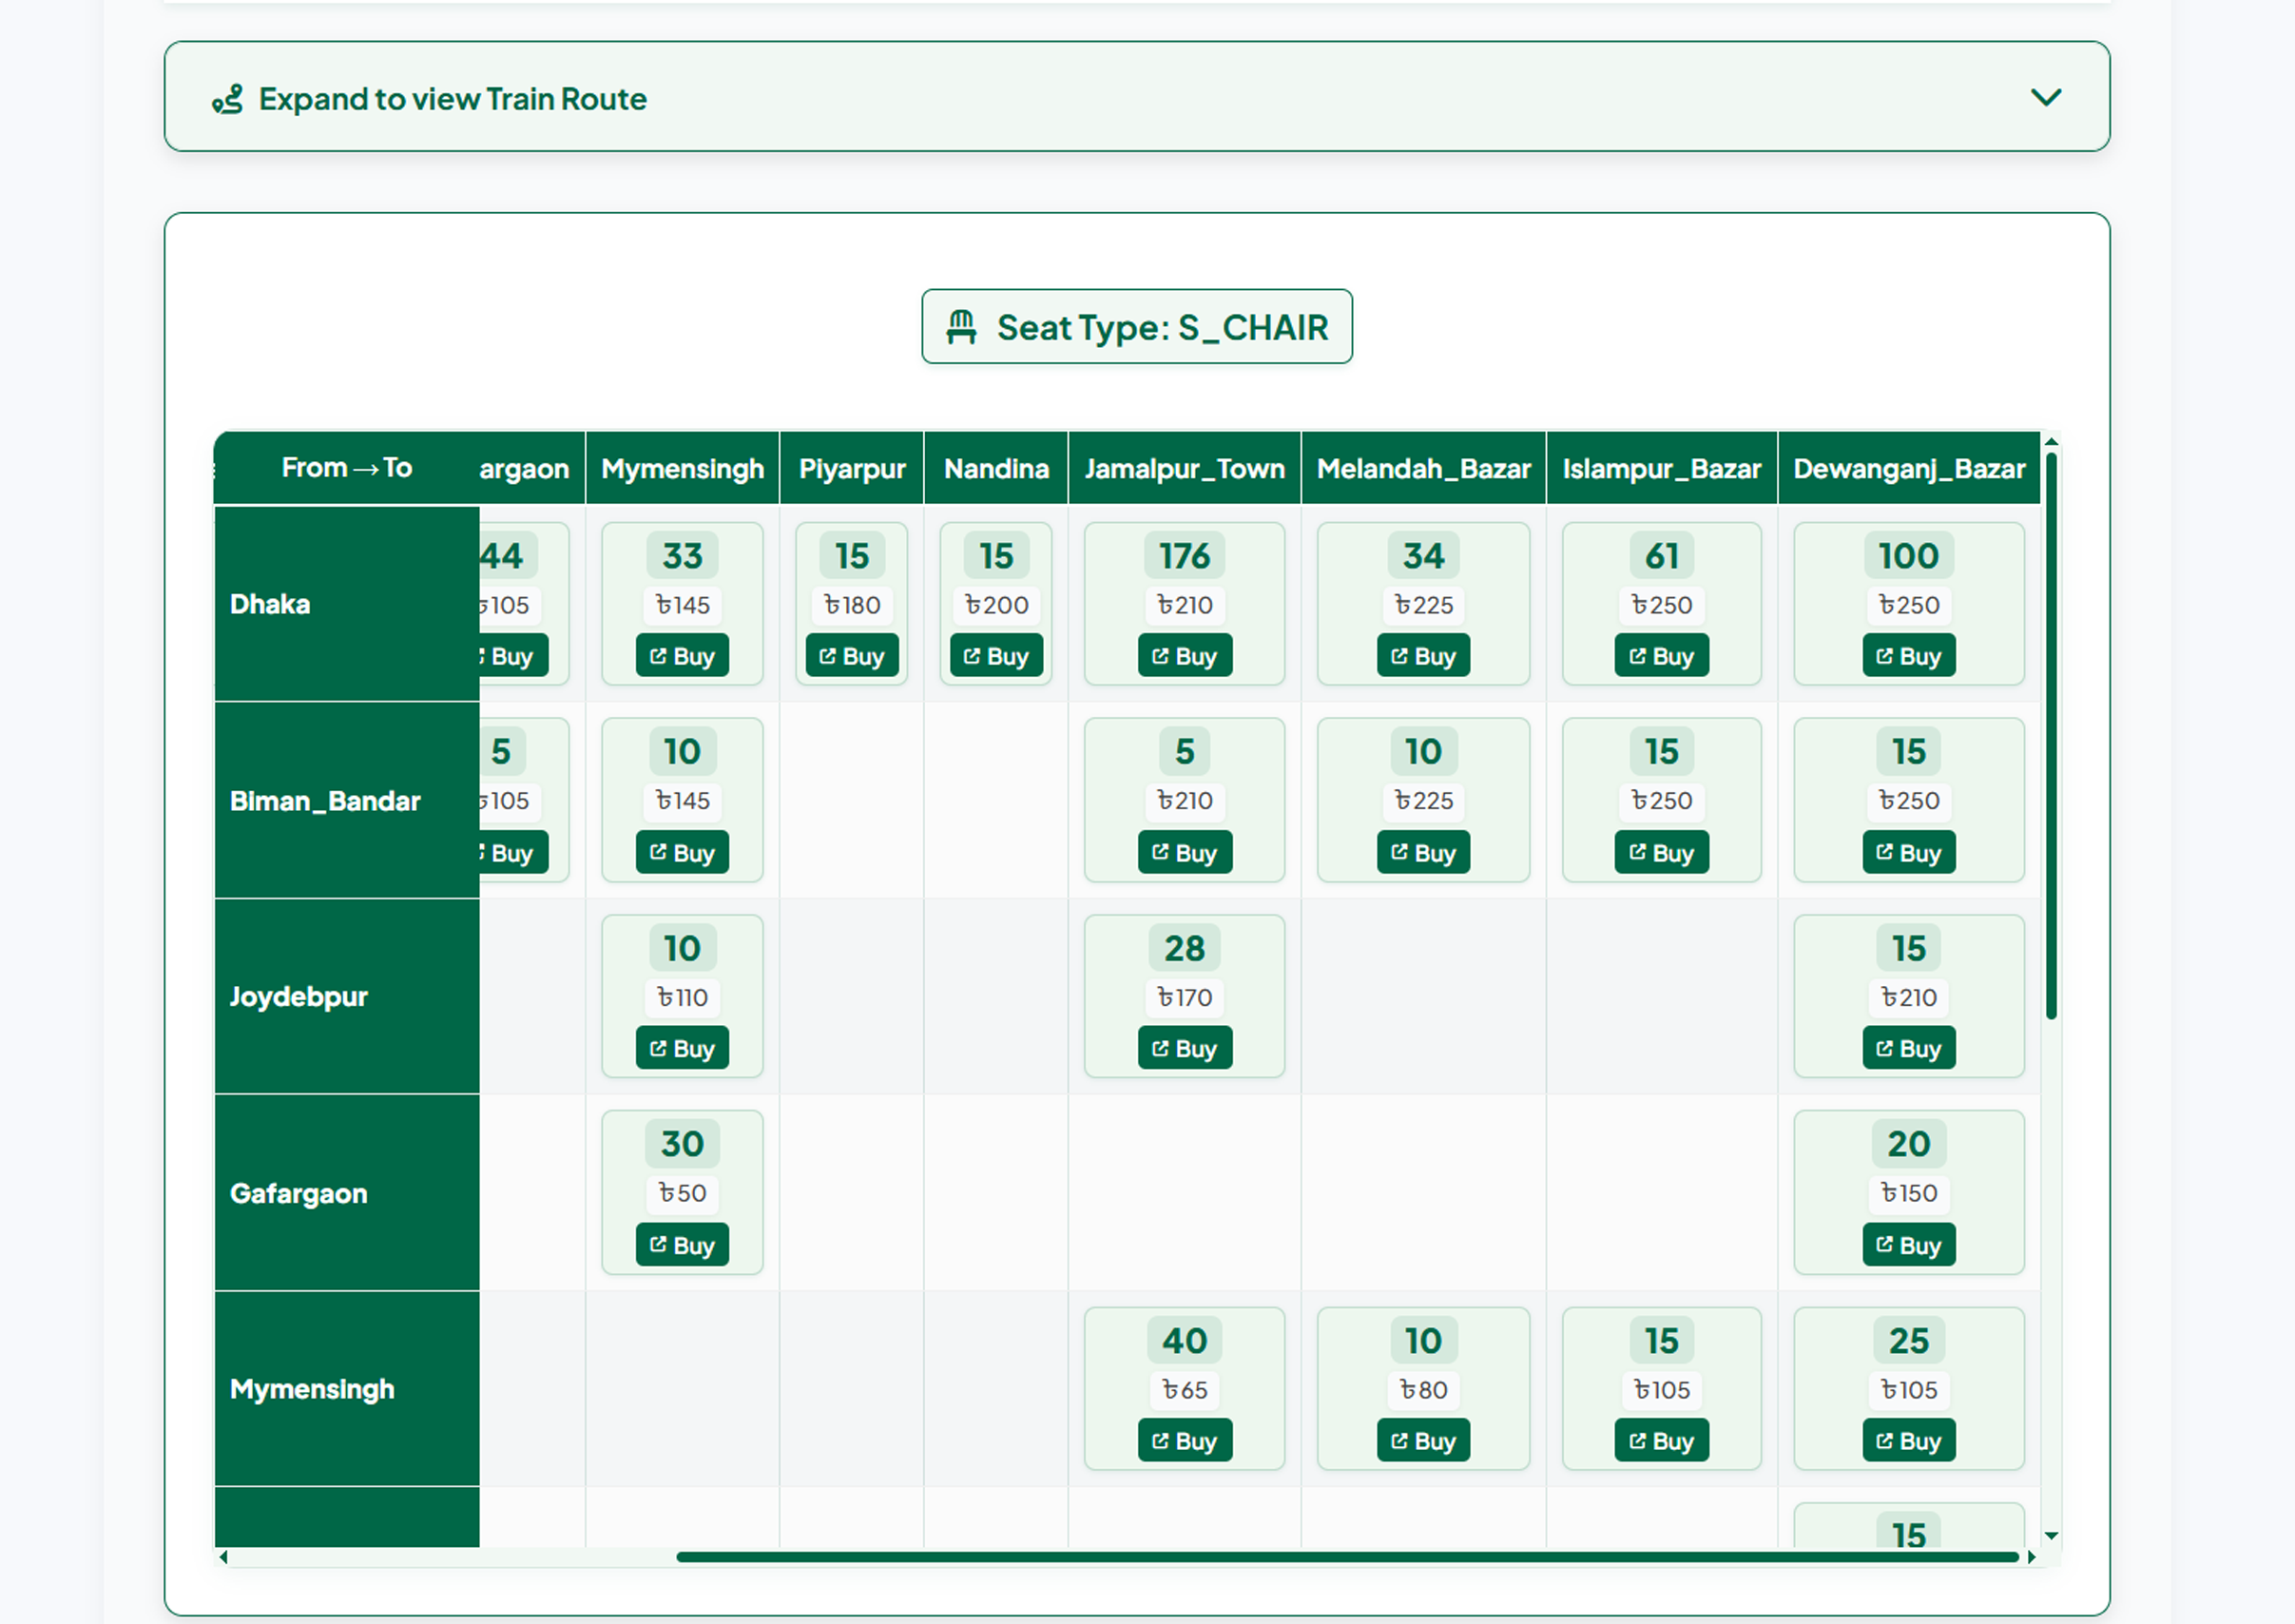 Expand to view Train Route
Seat Type: S_CHAIR
From→To argaon Mymensingh Piyarpur Nandina Jamalpur_Town Melandah_Bazar Islampur_Bazar Dewanganj_Bazar
44 33 15 15 176 34 61 100
Dhaka ৳105 ৳145 ৳180 ৳200 ৳210 ৳225 ৳250 ৳250
Buy Buy Buy Buy Buy Buy Buy Buy
5 10 5 10 15 15
Biman_Bandar ৳105 ৳145 ৳210 ৳225 ৳250 ৳250
Buy Buy Buy Buy Buy Buy
10 28 15
Joydebpur ৳110 ৳170 ৳210
Buy Buy Buy
30 20
Gafargaon ৳50 ৳150
Buy Buy
40 10 15 25
Mymensingh ৳65 ৳80 ৳105 ৳105
Buy Buy Buy Buy
15